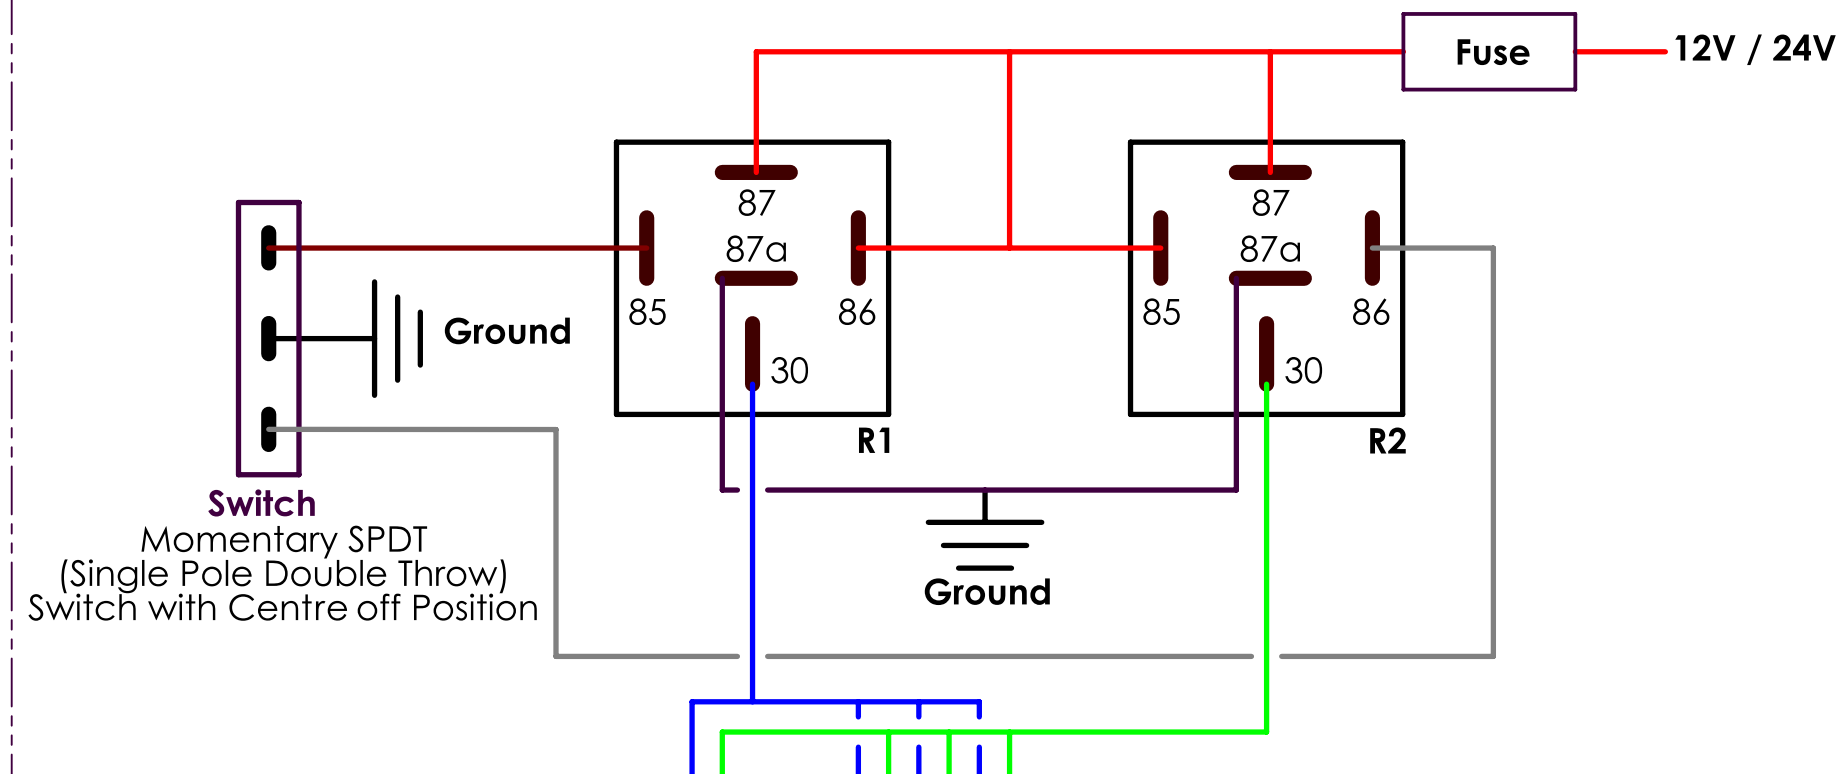 Fuse
12V / 24V
87
87a
85
86
30
R1
87
87a
85
86
30
R2
Ground
Switch
Momentary SPDT
(Single Pole Double Throw)
Switch with Centre off Position
Ground